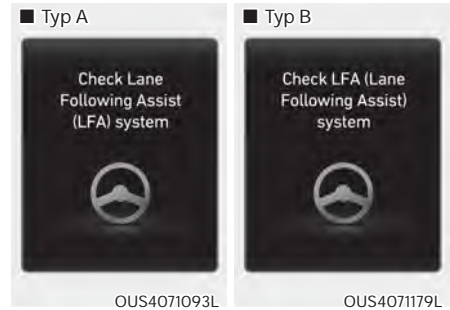 ■ Typ A
Check Lane
Following Assist
(LFA) system
OUS4071093L
■ Typ B
Check LFA (Lane
Following Assist)
system
OUS4071179L